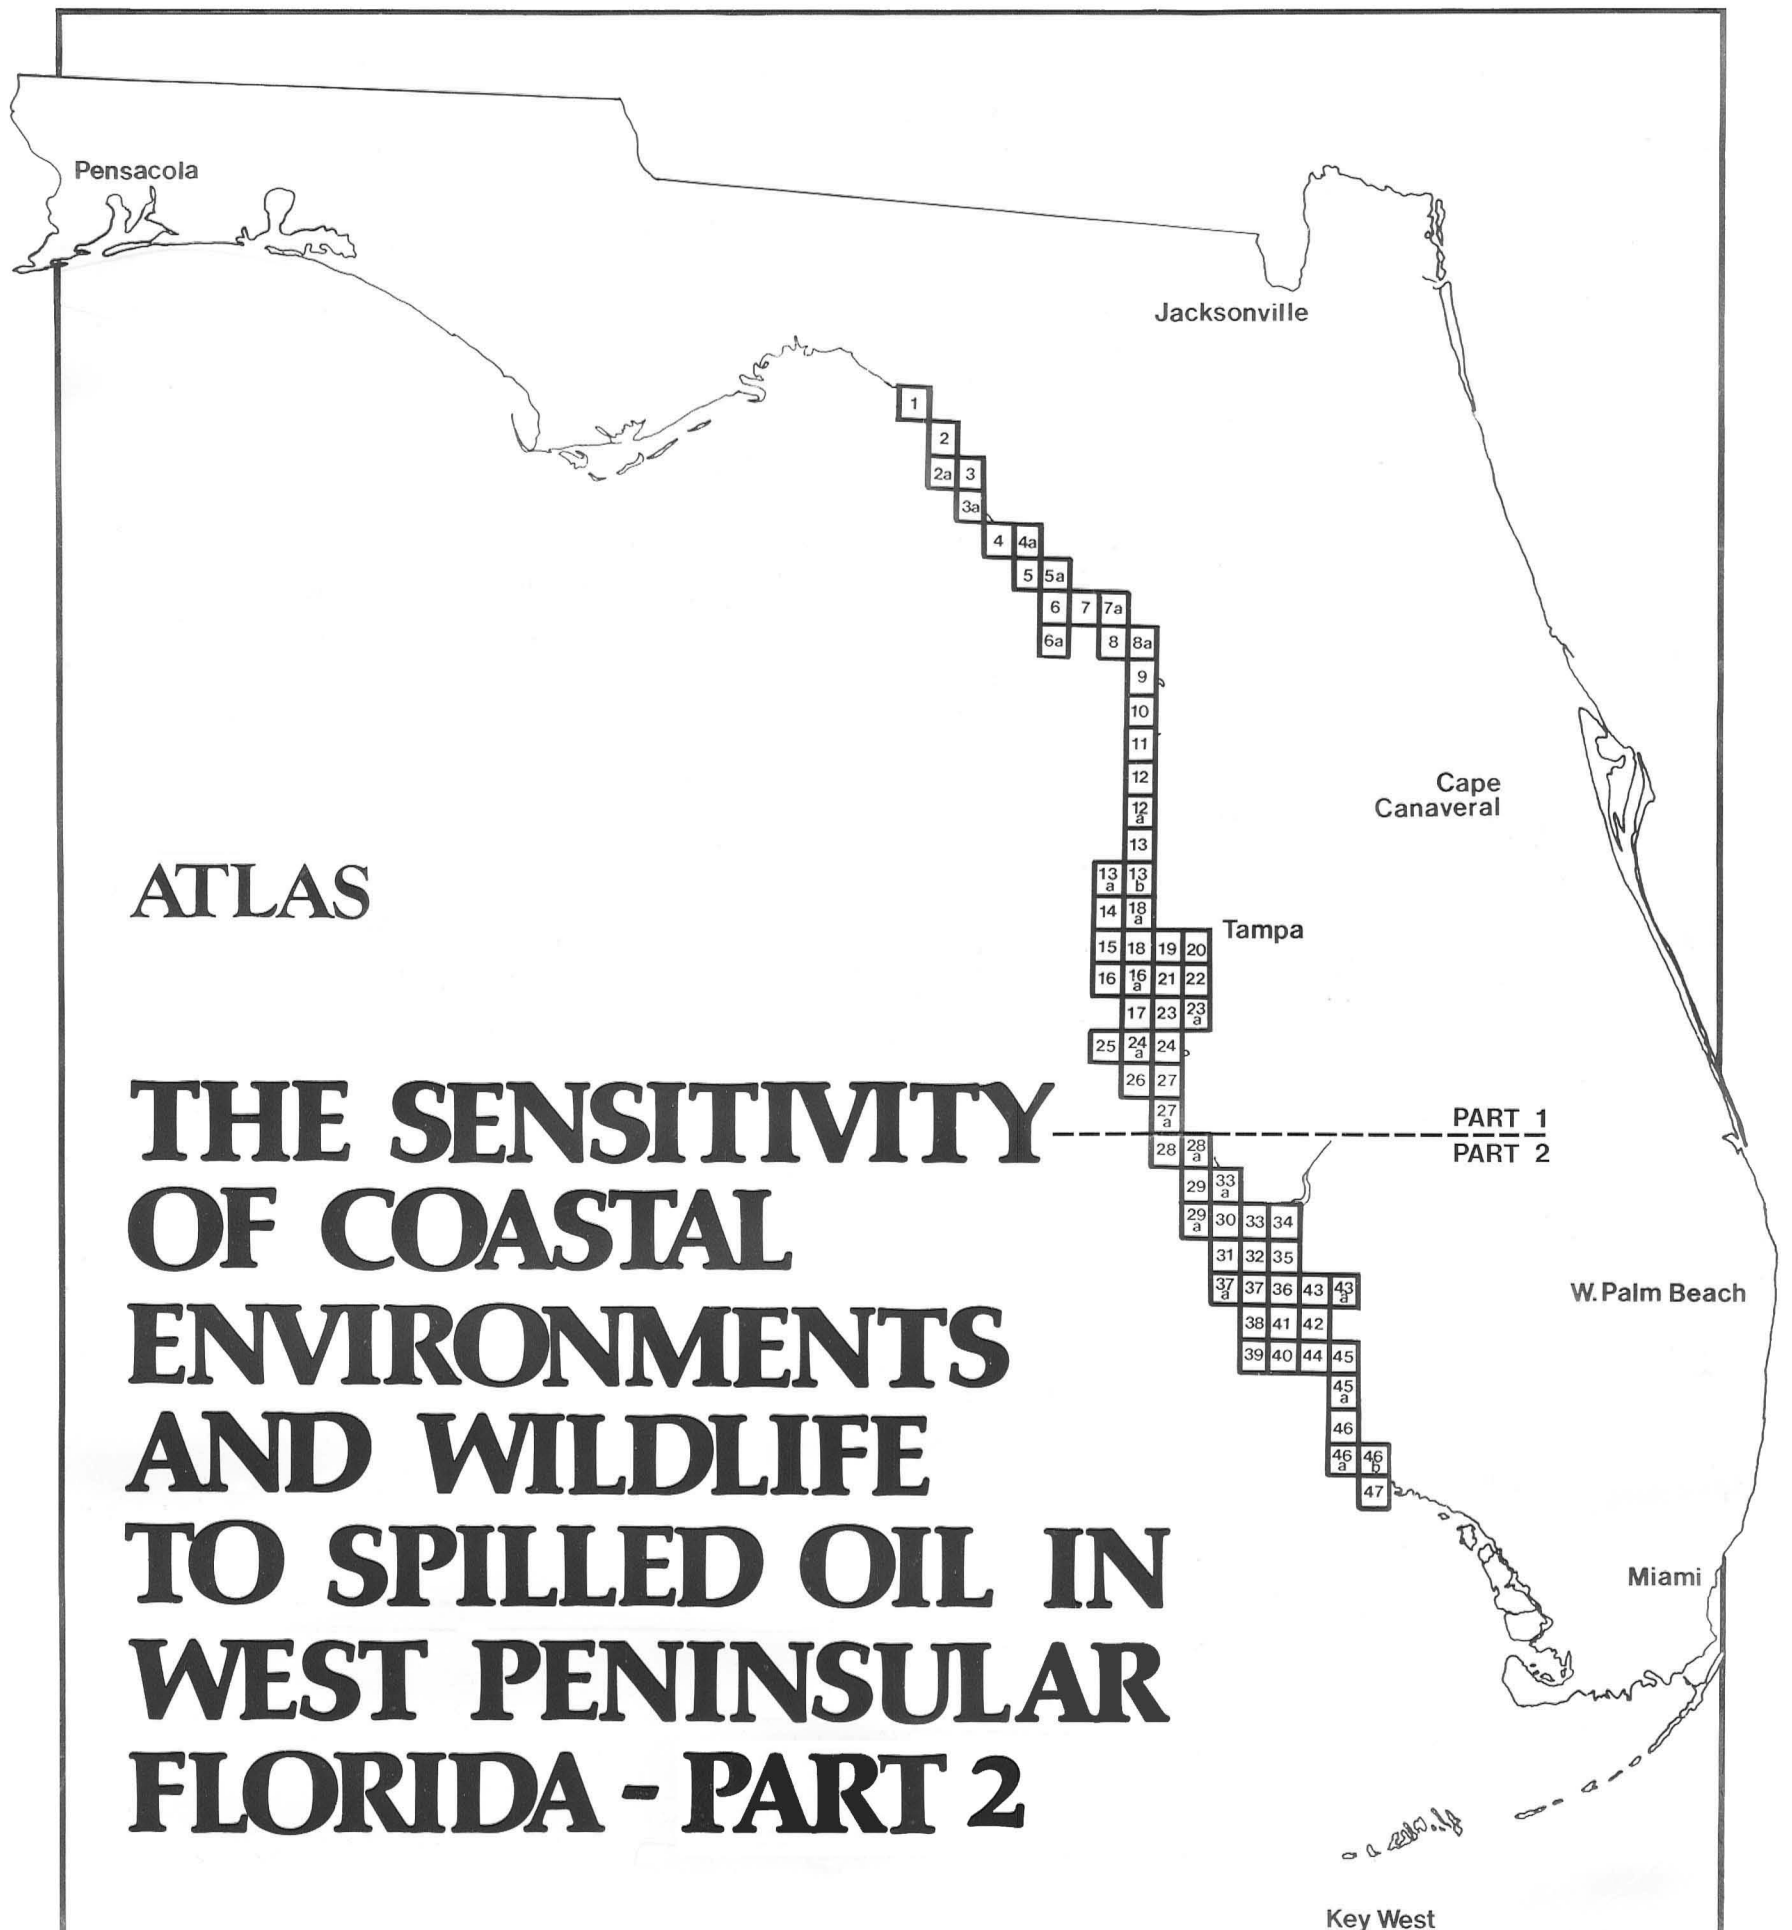 Pensacola
Jacksonville
1
2
2a 3
3a
4 4a
5 5a
6 7 7a
6a 8 8a
9
10
11
12
Cape
Canaveral
12a
13
13a 13b
ATLAS
14 18a
Tampa
15 18 19 20
16 16a 21 22
17 23 23a
25 24a 24
26 27
THE SENSITIVITY
27a
PART 1
PART 2
28 28a
29 33a
OF COASTAL
29a 30 33 34
31 32 35
37a 37 36 43 43a
W. Palm Beach
ENVIRONMENTS
38 41 42
39 40 44 45
45a
46
AND WILDLIFE
46a 46b
47
TO SPILLED OIL IN
Miami
WEST PENINSULAR
FLORIDA - PART 2
Key West